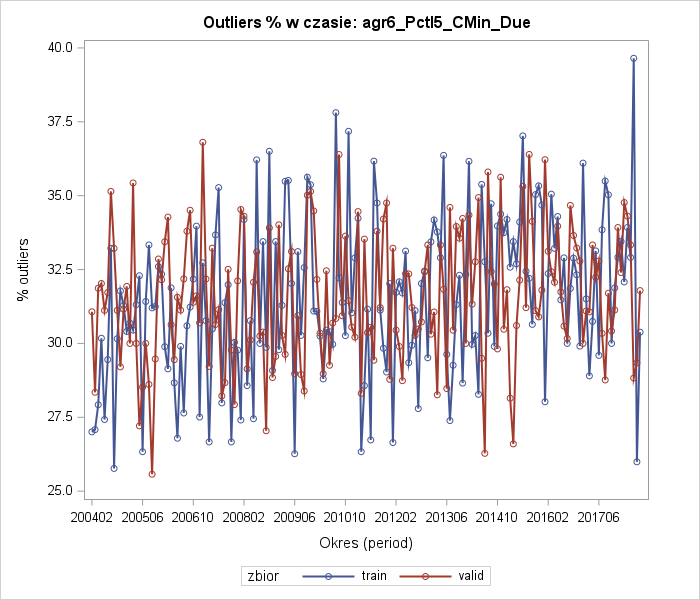 Outliers % w czasie: agr6_Pctl5_CMin_Due
40.0
37.5
35.0
32.5
30.0
27.5
25.0
% outliers
200402 200506 200610 200802 200906 201010 201202 201306 201410 201602 201706
Okres (period)
zbior train valid